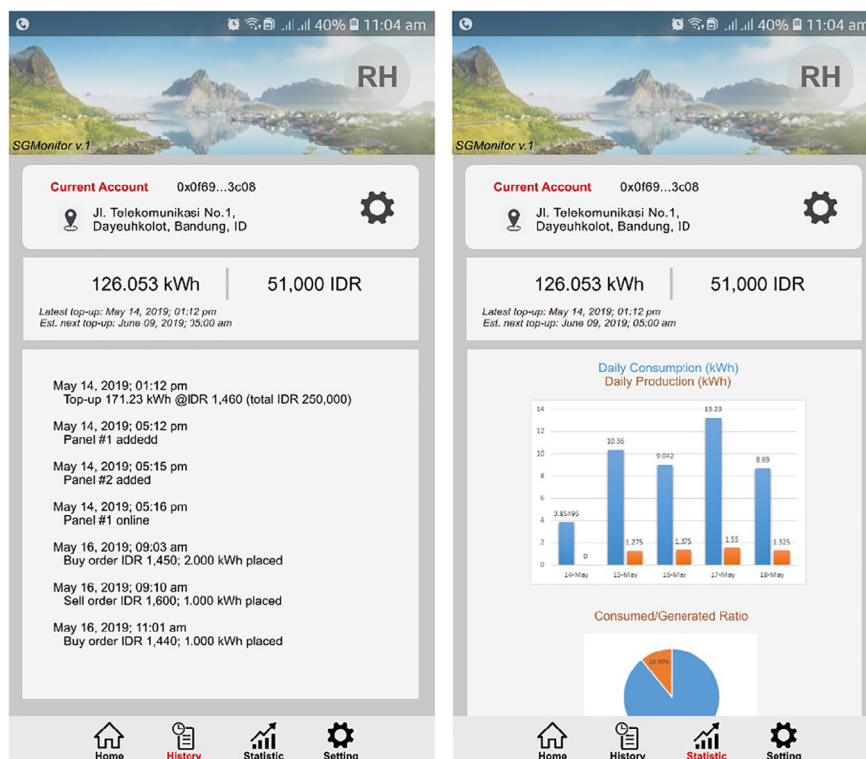 40% 11:04 am
RH
SGMonitor v.1
Current Account 0x0f69...3c08
Jl. Telekomunikasi No.1,
Dayeuhkolot, Bandung, ID
126.053 kWh 51,000 IDR
Latest top-up: May 14, 2019; 01:12 pm
Est. next top-up: June 09, 2019; 05:00 am
May 14, 2019; 01:12 pm
Top-up 171.23 kWh @IDR 1,460 (total IDR 250,000)
May 14, 2019; 05:12 pm
Panel #1 addedd
May 14, 2019; 05:15 pm
Panel #2 added
May 14, 2019; 05:16 pm
Panel #1 online
May 16, 2019; 09:03 am
Buy order IDR 1,450; 2.000 kWh placed
May 16, 2019; 09:10 am
Sell order IDR 1,600; 1.000 kWh placed
May 16, 2019; 11:01 am
Buy order IDR 1,440; 1.000 kWh placed
Home History Statistic Setting
40% 11:04 am
RH
SGMonitor v.1
Current Account 0x0f69...3c08
Jl. Telekomunikasi No.1,
Dayeuhkolot, Bandung, ID
126.053 kWh 51,000 IDR
Latest top-up: May 14, 2019; 01:12 pm
Est. next top-up: June 09, 2019; 05:00 am
Daily Consumption (kWh)
Daily Production (kWh)
14
13.23
12
10.36
10
9.042
8.69
8
6
3.85495
4
2
1.275 1.375 1.55 1.325
0
0
14-May 15-May 16-May 17-May 18-May
Consumed/Generated Ratio
Home History Statistic Setting